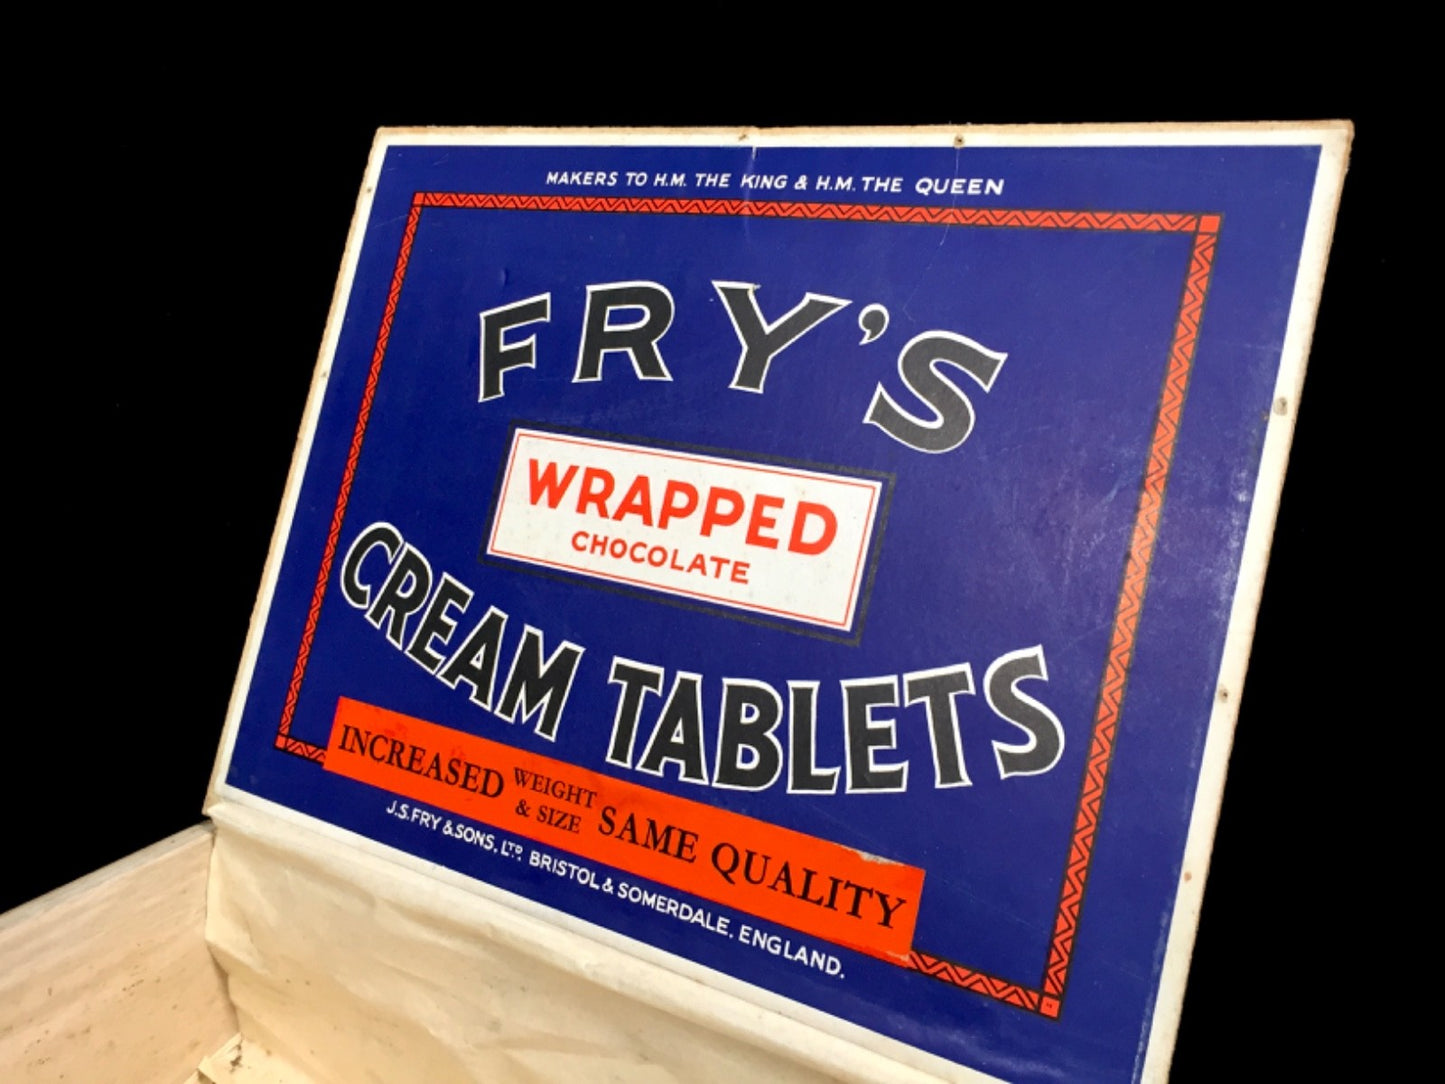 MAKERS TO H.M. THE KING & H.M. THE QUEEN
FRY'S
WRAPPED
CHOCOLATE
CREAM TABLETS
INCREASED WEIGHT & SIZE SAME QUALITY
J.S. FRY & SONS, LTD. BRISTOL & SOMERDALE, ENGLAND.